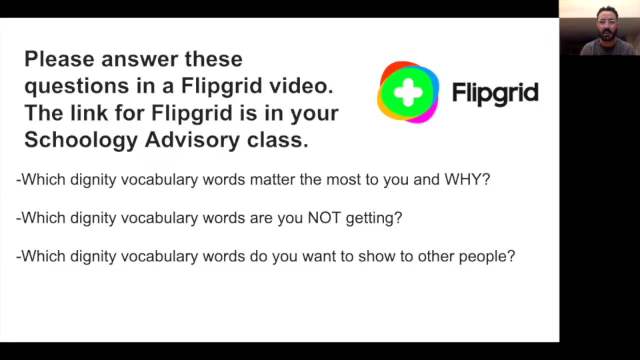 Please answer these
questions in a Flipgrid video.
The link for Flipgrid is in your
Schoology Advisory class.
Flipgrid
-Which dignity vocabulary words matter the most to you and WHY?
-Which dignity vocabulary words are you NOT getting?
-Which dignity vocabulary words do you want to show to other people?